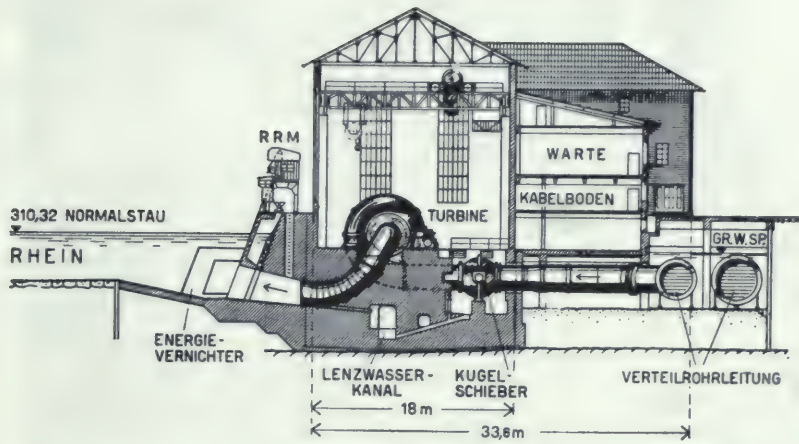 RRM
WARTE
310,32 NORMALSTAU
TURBINE
KABELBODEN
RHEIN
GR.W.SP.
ENERGIE-
VERNICHTER
LENZWASSER-
KANAL
KUGEL-
SCHIEBER
VERTEILROHRLEITUNG
18 m
33,6m